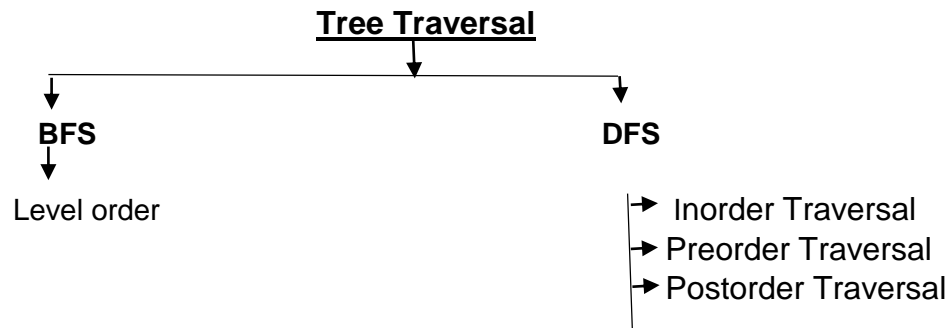 Tree Traversal
BFS
DFS
Level order
Inorder Traversal
Preorder Traversal
Postorder Traversal